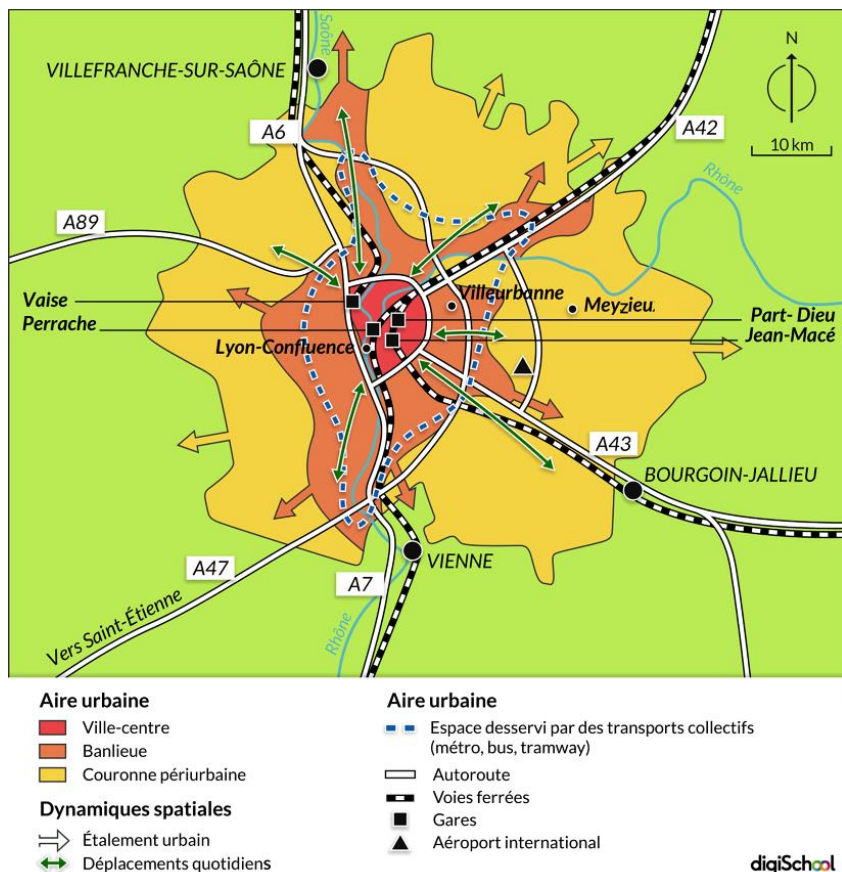 Saône
VILLEFRANCHE-SUR-SAÔNE
N
10 km
A6
A42
Rhône
A89
Vaise
Perrache
Lyon-Confluence
Villeurbanne
Meyzieu
Part- Dieu
Jean-Macé
A43
BOURGOIN-JALLIEU
VIENNE
A47
A7
Vers Saint-Étienne
Rhône
Aire urbaine
Ville-centre
Banlieue
Couronne périurbaine
Dynamiques spatiales
Étalement urbain
Déplacements quotidiens
Aire urbaine
Espace desservi par des transports collectifs
(métro, bus, tramway)
Autoroute
Voies ferrées
Gares
Aéroport international
digiSchool